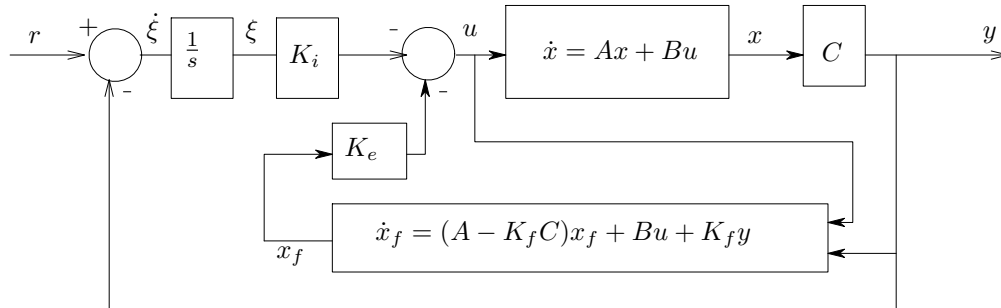 r
+
-
ξ̇
1/s
ξ
K_i
-
-
u
ẋ = Ax + Bu
x
C
y
K_e
ẋ_f = (A − K_f C)x_f + Bu + K_f y
x_f